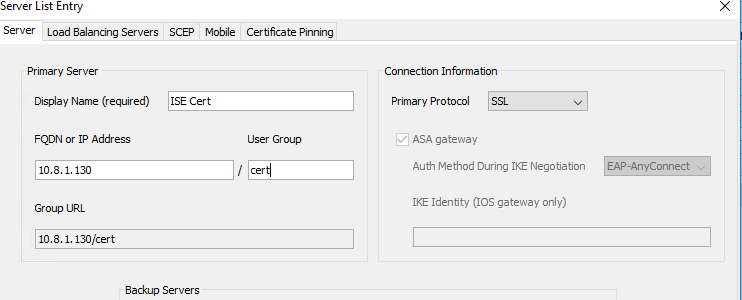 Server List Entry
Server Load Balancing Servers SCEP Mobile Certificate Pinning
Primary Server
Display Name (required) ISE Cert
FQDN or IP Address User Group
10.8.1.130 / cert
Group URL
10.8.1.130/cert
Connection Information
Primary Protocol SSL
ASA gateway
Auth Method During IKE Negotiation EAP-AnyConnect
IKE Identity (IOS gateway only)
Backup Servers